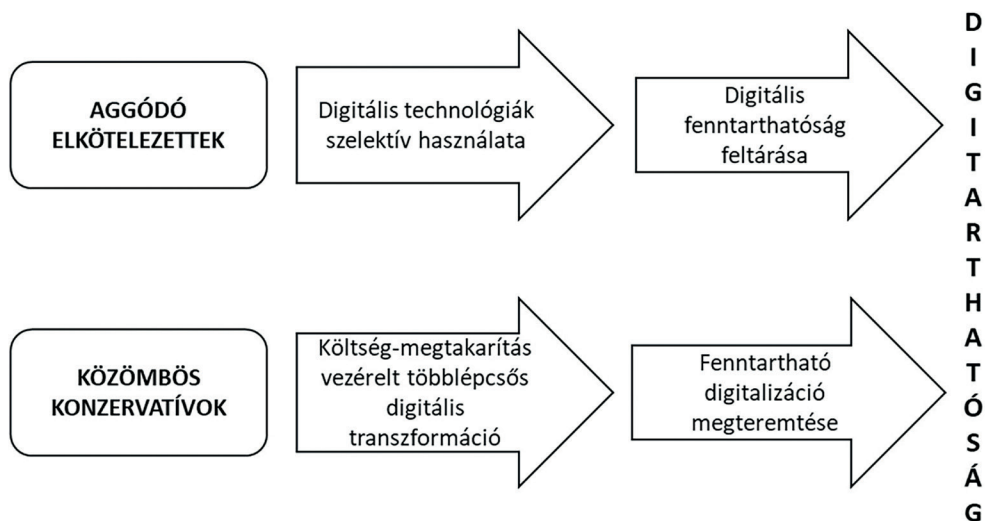 AGGÓDÓ
ELKÖTELEZETTEK
Digitális technológiák
szelektív használata
Digitális
fenntarthatóság
feltárása
KÖZÖMBÖS
KONZERVATÍVOK
Költség-megtakarítás
vezérelt többlépcsős
digitális
transzformáció
Fenntartható
digitalizáció
megteremtése
DIGITARTHATÓSÁG